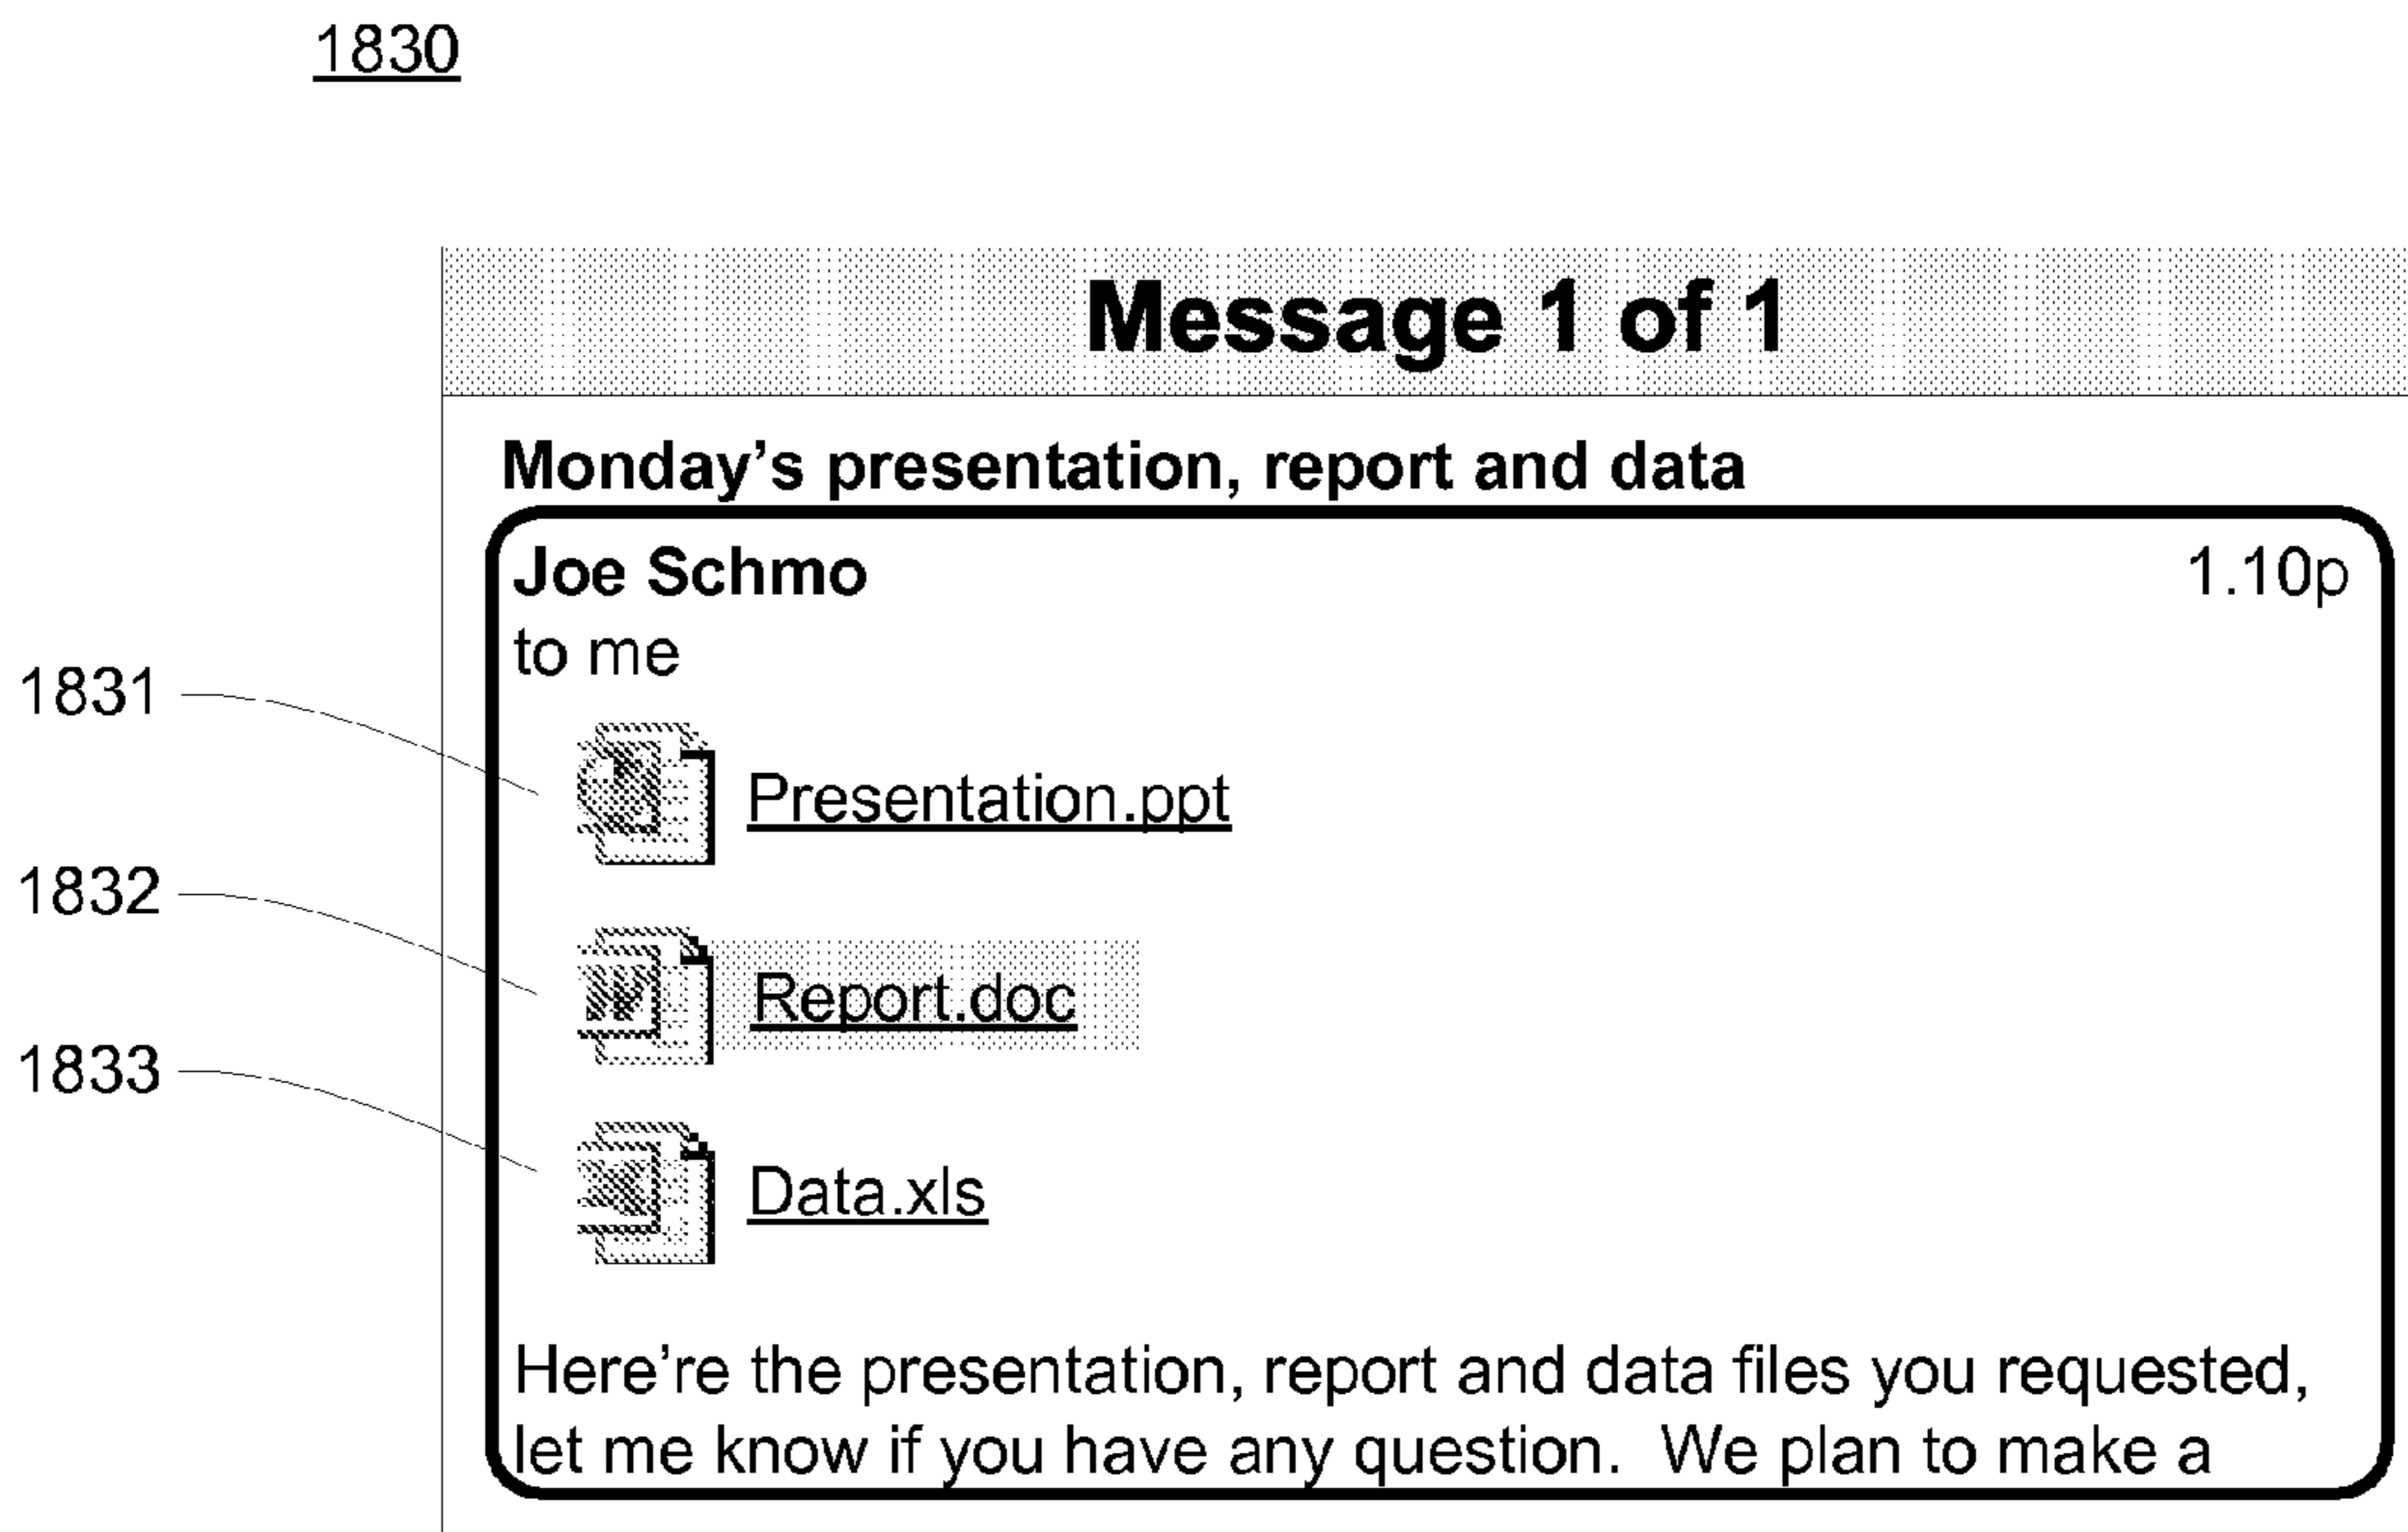 1830
Message 1 of 1
Monday's presentation, report and data
Joe Schmo 1.10p
to me
1831
Presentation.ppt
1832
Report.doc
1833
Data.xls
Here're the presentation, report and data files you requested,
let me know if you have any question. We plan to make a